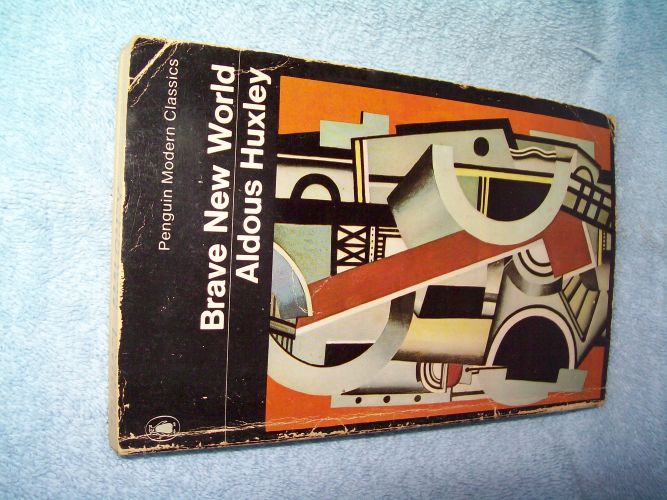 Penguin Modern Classics
Brave New World
Aldous Huxley